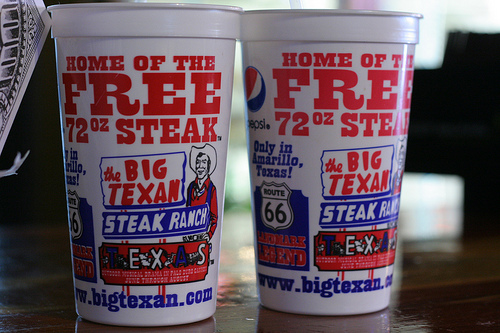 HOME OF THE
FREE
72 OZ STEAK
the BIG
TEXAN
STEAK RANCH
TEXAS
www.bigtexan.com
HOME OF T
FREE
72 OZ STEA
pepsi
Only in
Amarillo,
Texas!
the BIG
TEXAN
ROUTE
66
STEAK RAN
TEXAS
LEGEND
www.bigtexan.c